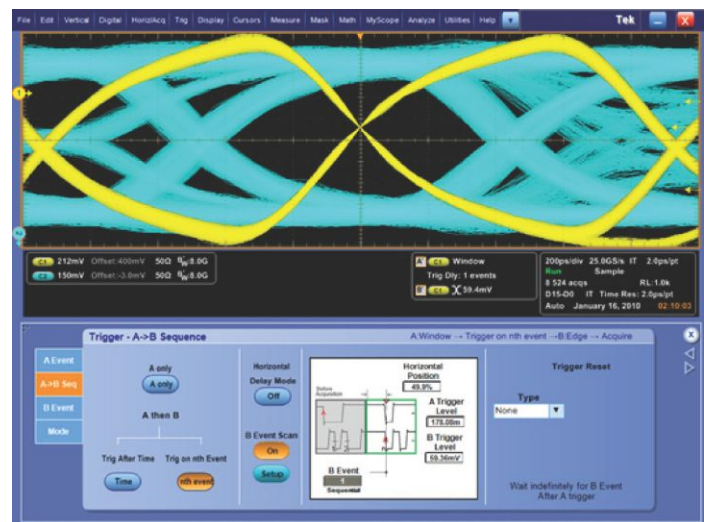 File Edit Vertical Digital Horiz/Acq Trig Display Cursors Measure Mask Math MyScope Analyze Utilities Help Tek
1
C1 212mV Offset:400mV 50Ω BW:8.0G
C2 150mV Offset:-3.0mV 50Ω BW:8.0G
A' C1 Window
Trig Dly: 1 events
B' C1 59.4mV
200ps/div 25.0GS/s IT 2.0ps/pt
Run Sample
8 524 acqs RL:1.0k
D15-D0 IT Time Res: 2.0ps/pt
Auto January 16, 2010 02:10:03
Trigger - A->B Sequence
A:Window → Trigger on nth event →B:Edge → Acquire
A Event
A->B Seq
B Event
Mode
A only
A only
A then B
Trig After Time
Trig on nth Event
Time
nth event
Horizontal
Delay Mode
Off
B Event Scan
On
Setup
Before
Acquisition
Horizontal
Position
49.9%
A Trigger
Level
178.08m
B Trigger
Level
59.36mV
B Event
1
Sequential
Trigger Reset
Type
None
Wait indefinitely for B Event
After A trigger